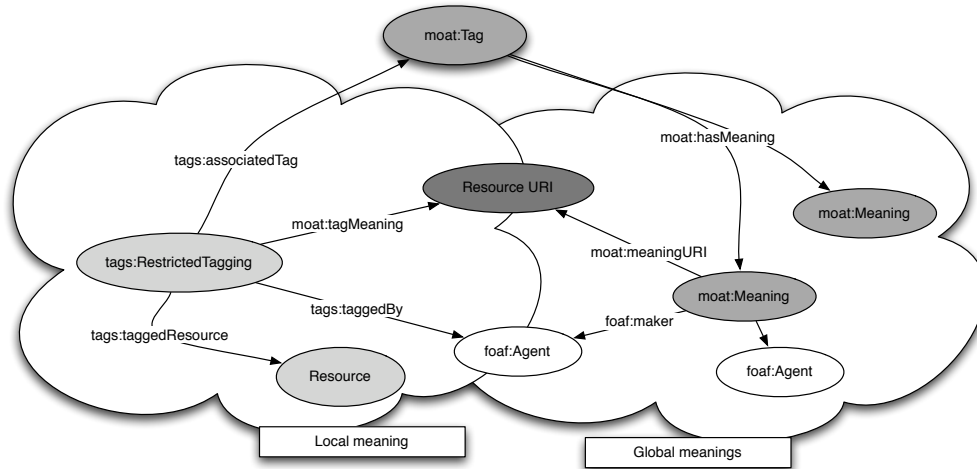 moat:Tag
moat:hasMeaning
tags:associatedTag
Resource URI
moat:Meaning
moat:tagMeaning
moat:meaningURI
tags:RestrictedTagging
moat:Meaning
tags:taggedBy
foaf:maker
tags:taggedResource
foaf:Agent
foaf:Agent
Resource
Local meaning
Global meanings